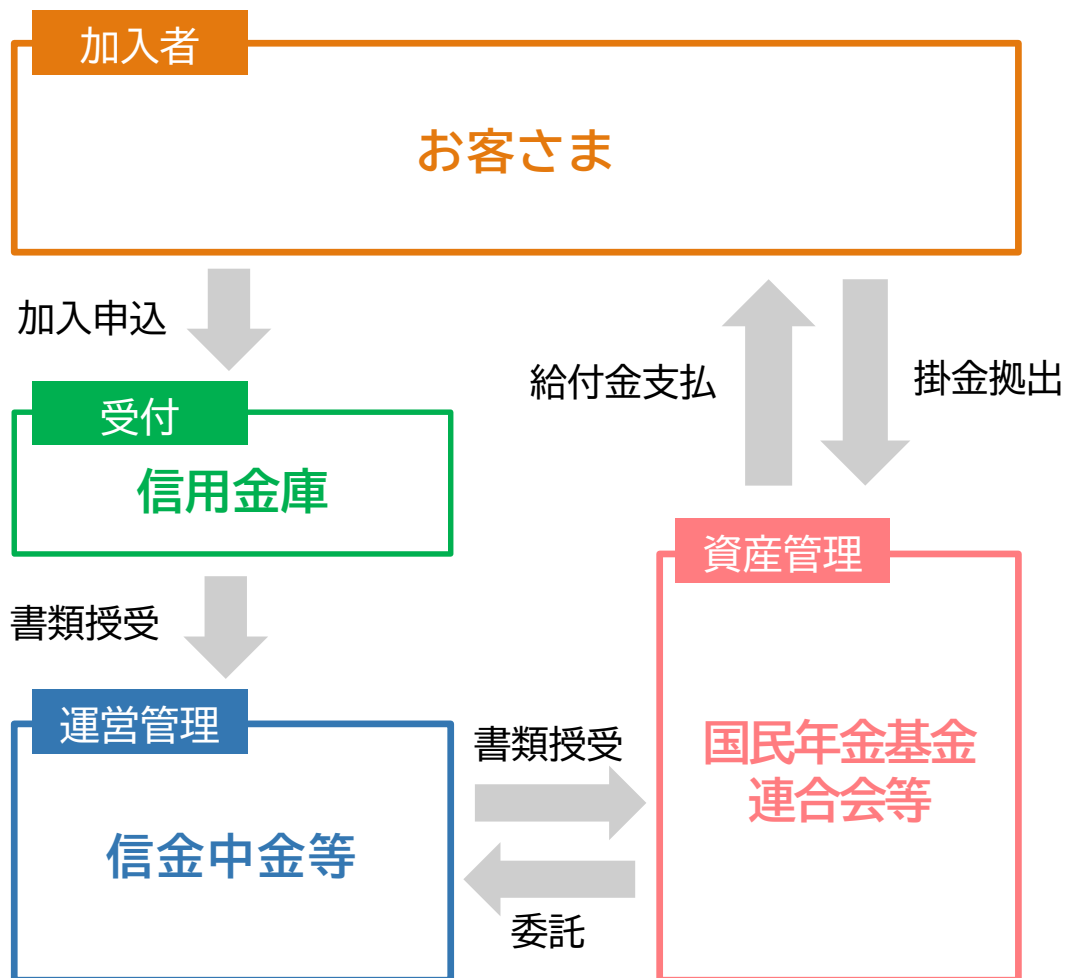 加入者
お客さま
加入申込
給付金支払
掛金拠出
受付
信用金庫
書類授受
資産管理
国民年金基金
連合会等
運営管理
信金中金等
書類授受
委託